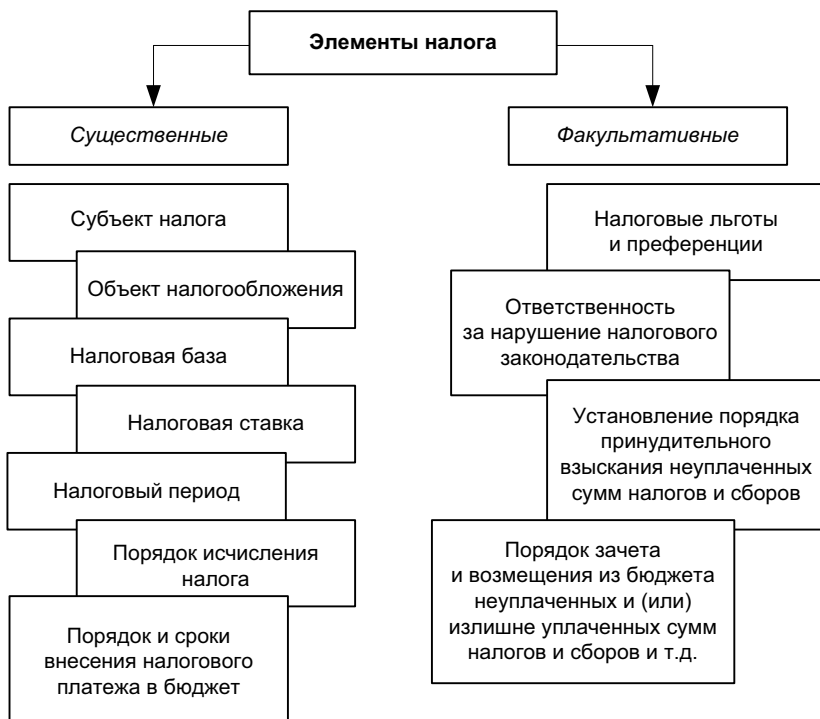 Элементы налога
Существенные
Факультативные
Субъект налога
Объект налогообложения
Налоговая база
Налоговая ставка
Налоговый период
Порядок исчисления
налога
Порядок и сроки
внесения налогового
платежа в бюджет
Налоговые льготы
и преференции
Ответственность
за нарушение налогового
законодательства
Установление порядка
принудительного
взыскания неуплаченных
сумм налогов и сборов
Порядок зачета
и возмещения из бюджета
неуплаченных и (или)
излишне уплаченных сумм
налогов и сборов и т.д.